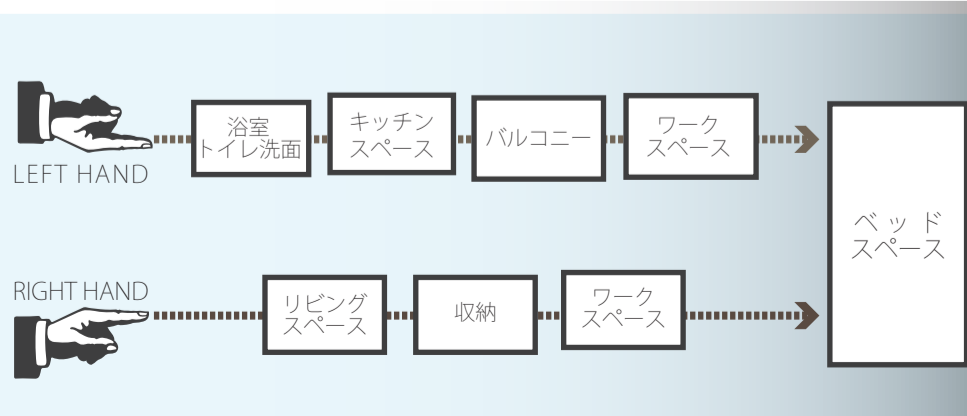 浴室
トイレ洗面
キッチン
スペース
バルコニー
ワーク
スペース
LEFT HAND
ベッド
スペース
RIGHT HAND
リビング
スペース
収納
ワーク
スペース